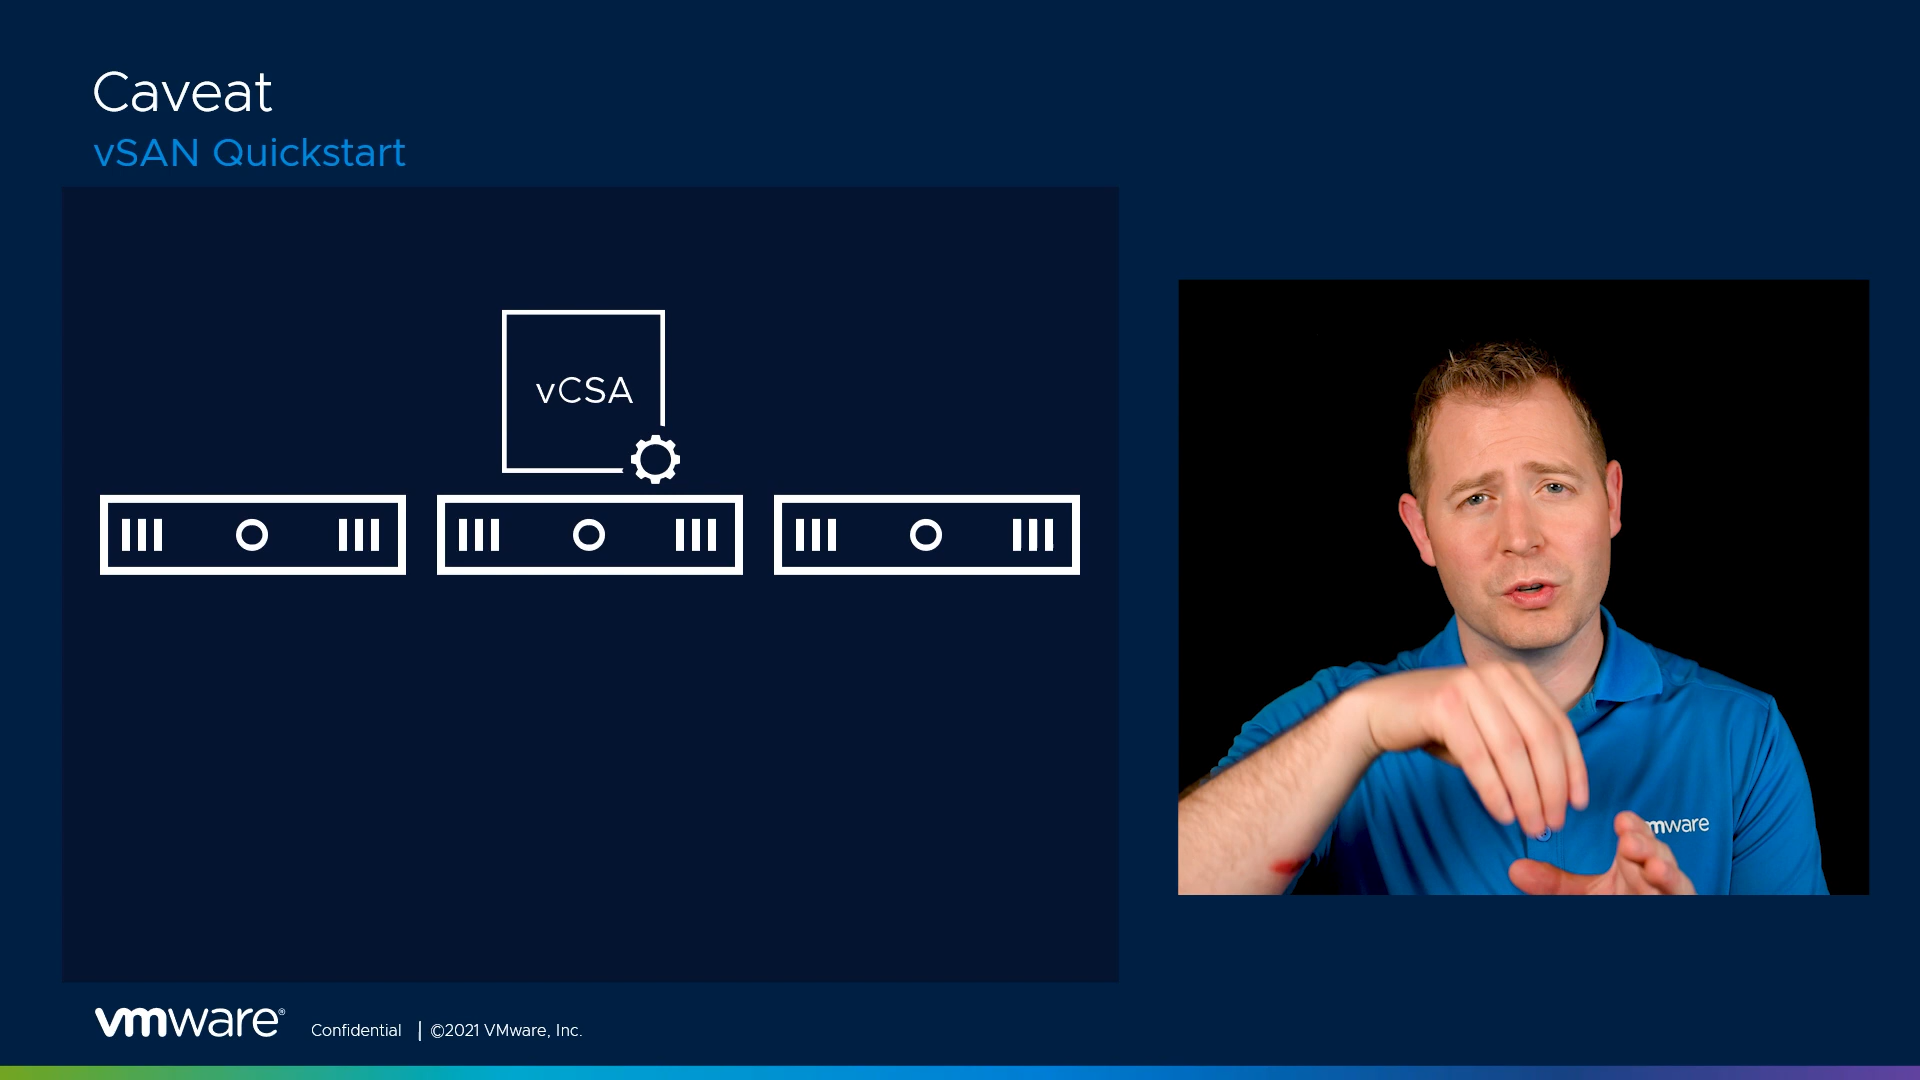 Caveat
vSAN Quickstart
vCSA
mware
vmware®
Confidential | ©2021 VMware, Inc.